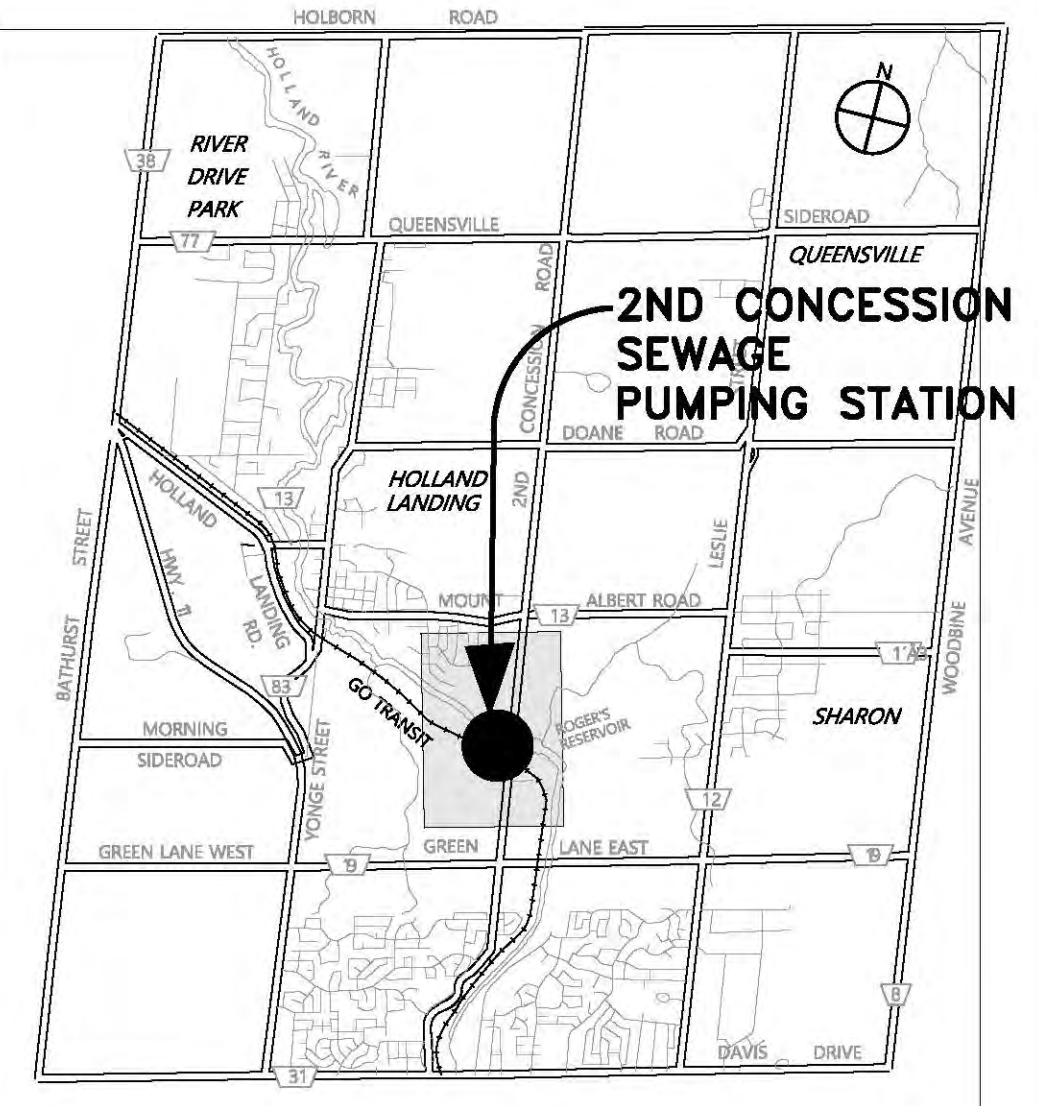 HOLBORN ROAD
HOLLAND RIVER
N
38
RIVER
DRIVE
PARK
QUEENSVILLE SIDEROAD
77
QUEENSVILLE
2ND CONCESSION
SEWAGE
PUMPING STATION
2ND CONCESSION ROAD
STREET
DOANE ROAD
HOLLAND
LANDING
13
HOLLAND LANDING RD.
HWY. 11
BATHURST STREET
LESLIE
WOODBINE AVENUE
MOUNT ALBERT ROAD
13
83
GO TRANSIT
ROGER'S
RESERVOIR
SHARON
MORNING
SIDEROAD
YONGE STREET
12
GREEN LANE WEST
19
GREEN LANE EAST
19
8
DAVIS DRIVE
31